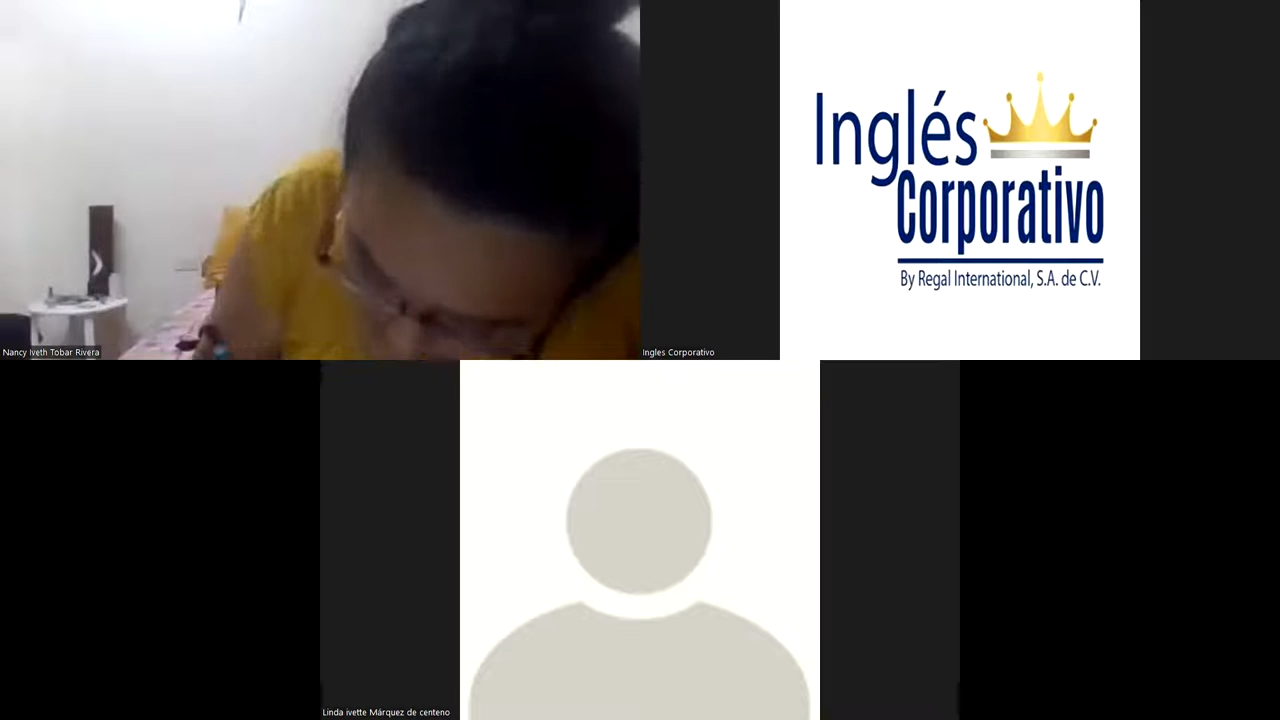 Inglés
Corporativo
By Regal International, S.A. de C.V.
Nancy Iveth Tobar Rivera
Ingles Corporativo
Linda ivette Márquez de centeno